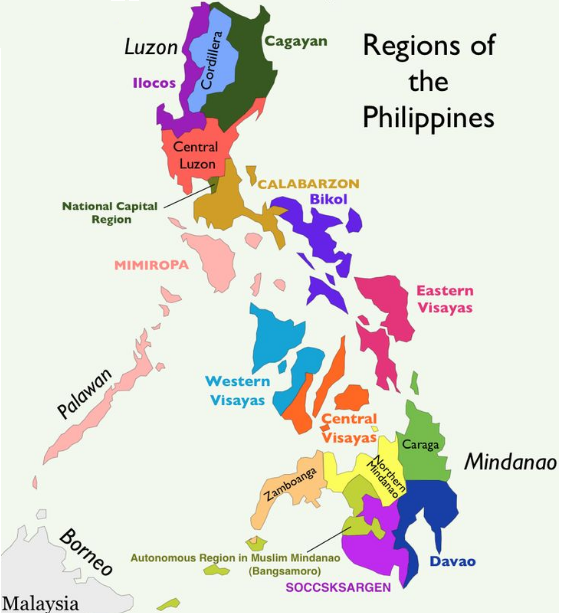 Regions of
the
Philippines
Luzon
Cordillera
Cagayan
Ilocos
Central
Luzon
National Capital
Region
CALABARZON
Bikol
MIMIROPA
Eastern
Visayas
Palawan
Western
Visayas
Central
Visayas
Caraga
Mindanao
Zamboanga
Northern
Mindanao
Borneo
Autonomous Region in Muslim Mindanao
(Bangsamoro)
Davao
SOCCSKSARGEN
Malaysia